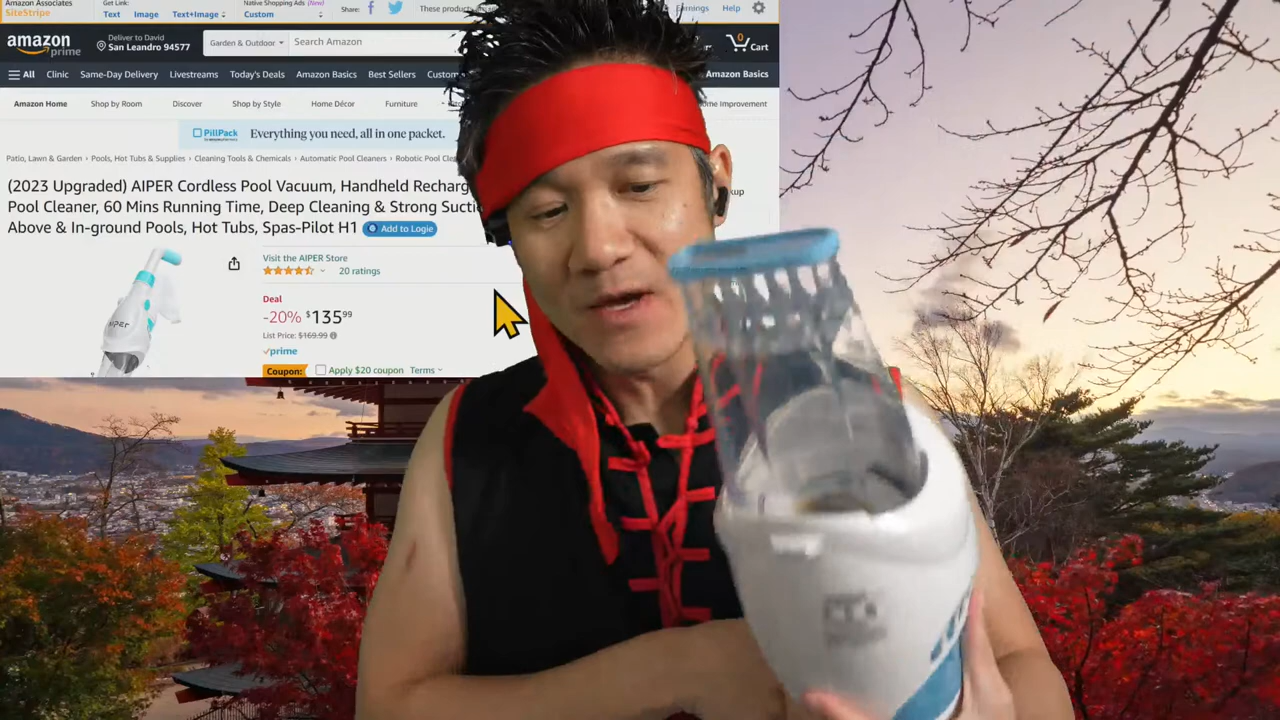 Amazon Associates
SiteStripe
Get Link:
Text Image Text+Image
Native Shopping Ads (New)
Custom
Share:
These products
Earnings Help
amazon
prime
Deliver to David
San Leandro 94577
Garden & Outdoor
Search Amazon
0
Cart
All Clinic Same-Day Delivery Livestreams Today's Deals Amazon Basics Best Sellers
Amazon Basics
Amazon Home Shop by Room Discover Shop by Style Home Décor Furniture
Improvement
PillPack Everything you need, all in one packet.
Patio, Lawn & Garden › Pools, Hot Tubs & Supplies › Cleaning Tools & Chemicals › Automatic Pool Cleaners › Robotic Pool
(2023 Upgraded) AIPER Cordless Pool Vacuum, Handheld
Pool Cleaner, 60 Mins Running Time, Deep Cleaning & Strong
Above & In-ground Pools, Hot Tubs, Spas-Pilot H1 Add to Logie
Visit the AIPER Store
20 ratings
Deal
-20% $135 99
List Price: $169.99
prime
Coupon: Apply $20 coupon Terms
AIPER